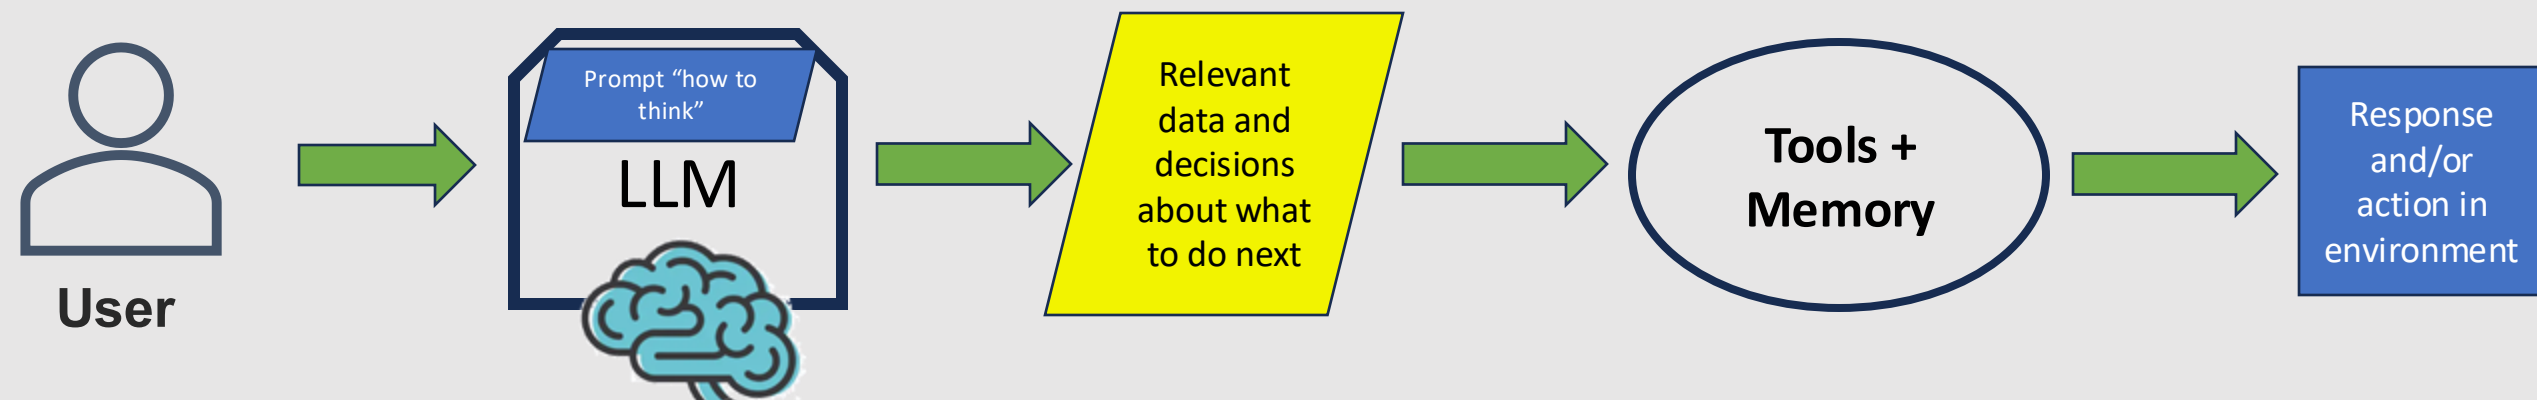 User
Prompt “how to
think”
LLM
Relevant
data and
decisions
about what
to do next
Tools +
Memory
Response
and/or
action in
environment